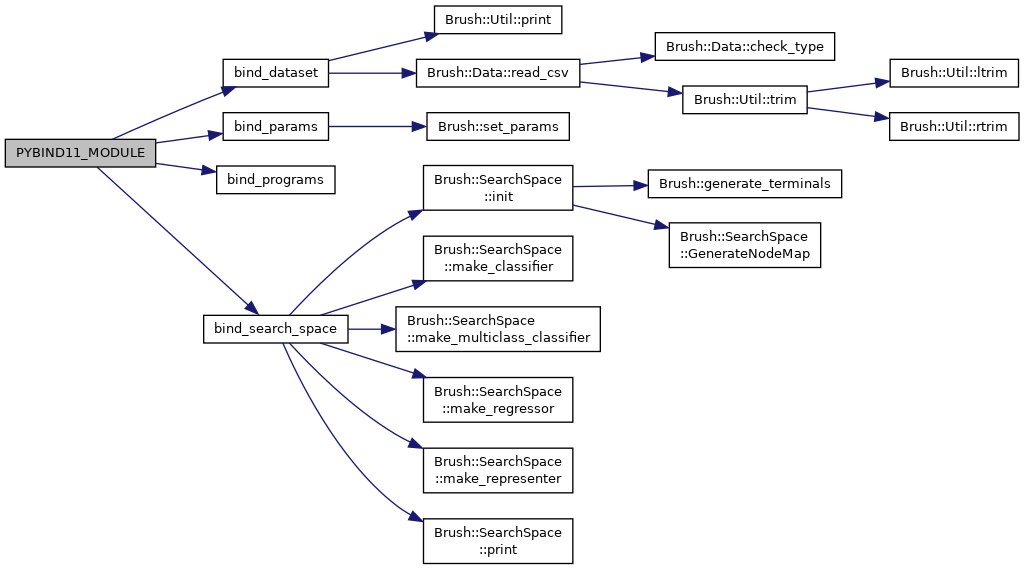 PYBIND11_MODULE
bind_dataset
bind_params
bind_programs
bind_search_space
Brush::Util::print
Brush::Data::read_csv
Brush::set_params
Brush::SearchSpace
::init
Brush::SearchSpace
::make_classifier
Brush::SearchSpace
::make_multiclass_classifier
Brush::SearchSpace
::make_regressor
Brush::SearchSpace
::make_representer
Brush::SearchSpace
::print
Brush::Data::check_type
Brush::Util::trim
Brush::generate_terminals
Brush::SearchSpace
::GenerateNodeMap
Brush::Util::ltrim
Brush::Util::rtrim